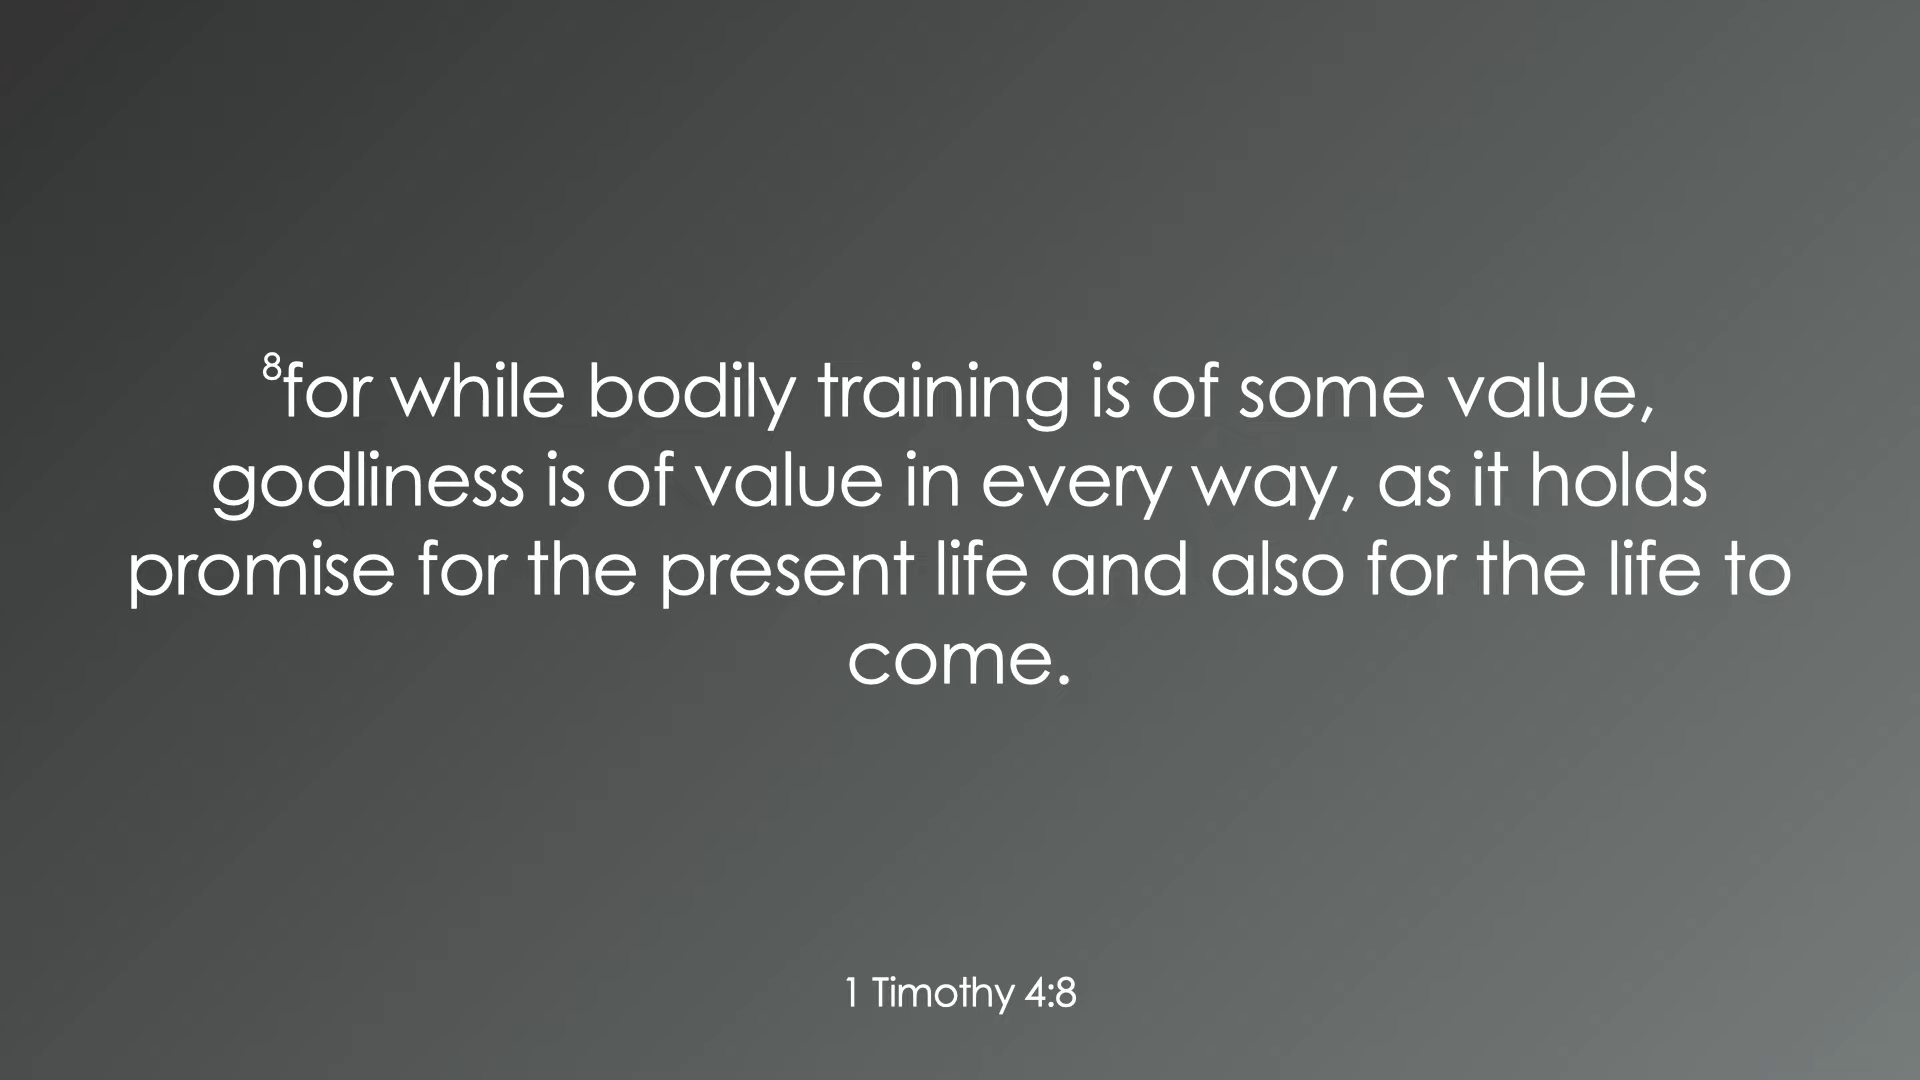 ⁸for while bodily training is of some value,
godliness is of value in every way, as it holds
promise for the present life and also for the life to
come.
1 Timothy 4:8